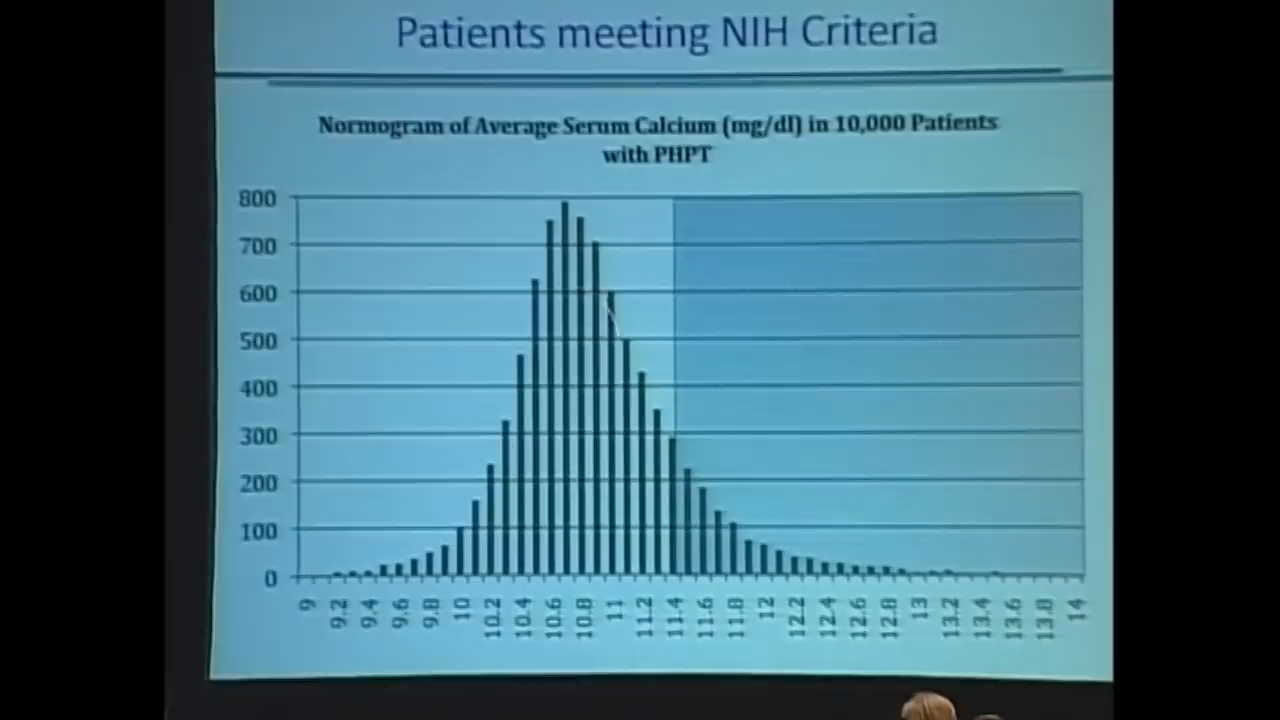 Patients meeting NIH Criteria
Normogram of Average Serum Calcium (mg/dl) in 10,000 Patients
with PHPT
800
700
600
500
400
300
200
100
0
9 9.2 9.4 9.6 9.8 10 10.2 10.4 10.6 10.8 11 11.2 11.4 11.6 11.8 12 12.2 12.4 12.6 12.8 13 13.2 13.4 13.6 13.8 14